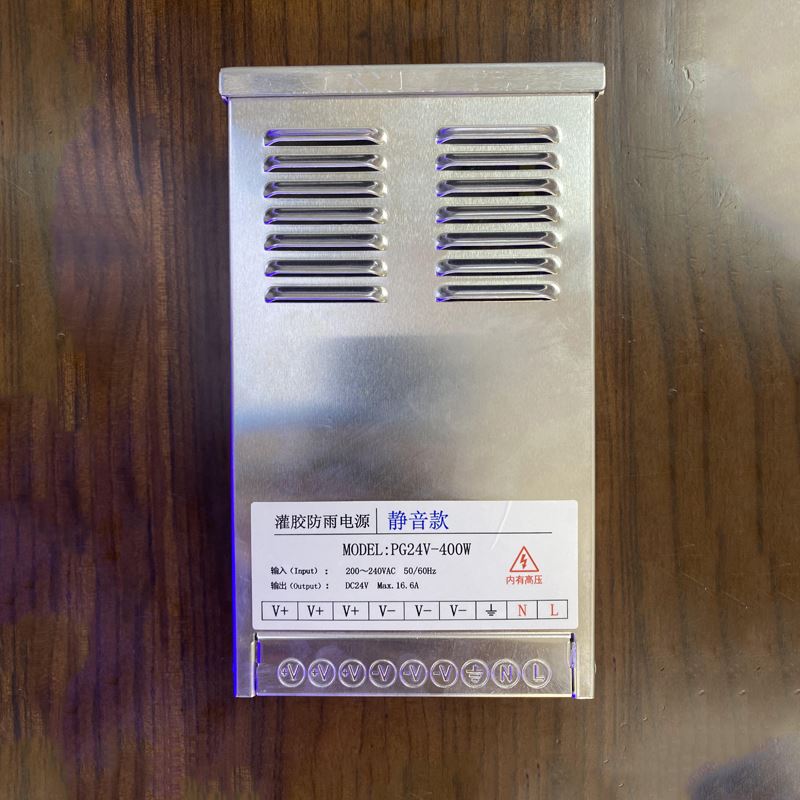 灌胶防雨电源 静音款
MODEL:PG24V-400W
输入（Input）： 200～240VAC 50/60Hz
输出（Output）： DC24V Max.16.6A
内有高压
V+ V+ V+ V- V- V- ⏚ N L
+V +V +V -V -V -V ⏚ N L